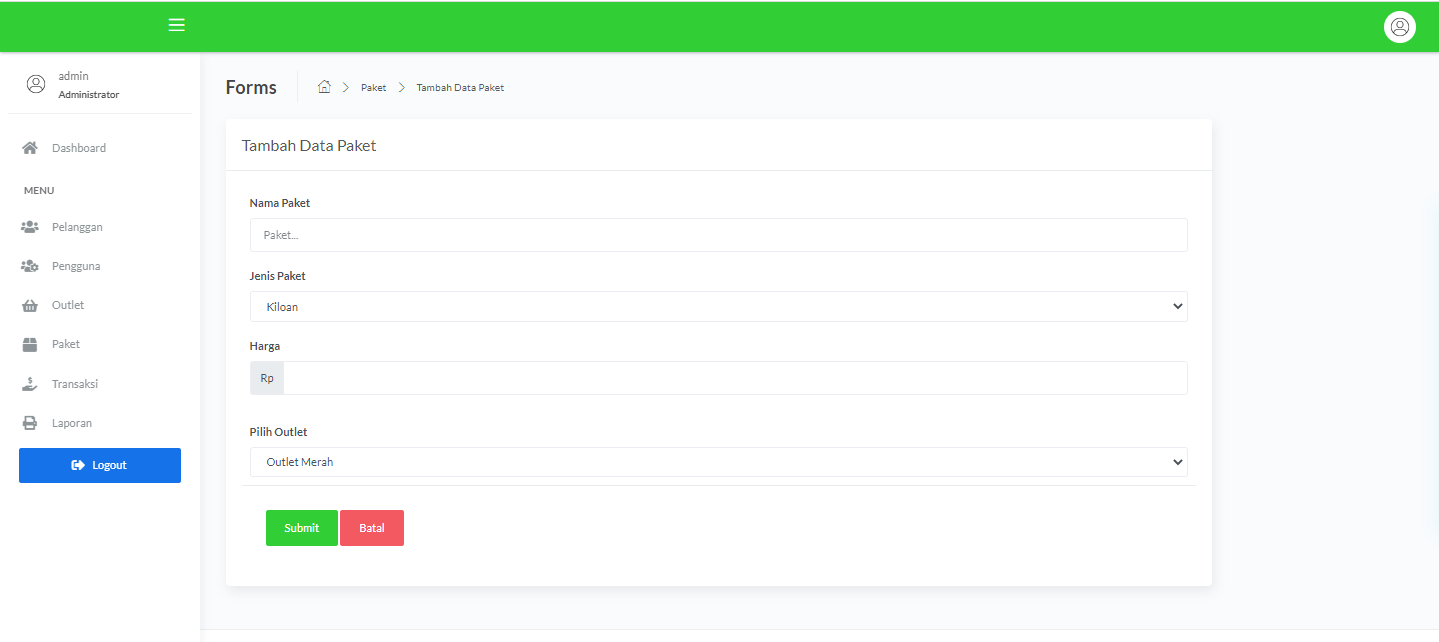 admin
Administrator
Dashboard
MENU
Pelanggan
Pengguna
Outlet
Paket
Transaksi
Laporan
Logout
Forms
Paket
Tambah Data Paket
Tambah Data Paket
Nama Paket
Paket...
Jenis Paket
Kiloan
Harga
Rp
Pilih Outlet
Outlet Merah
Submit
Batal